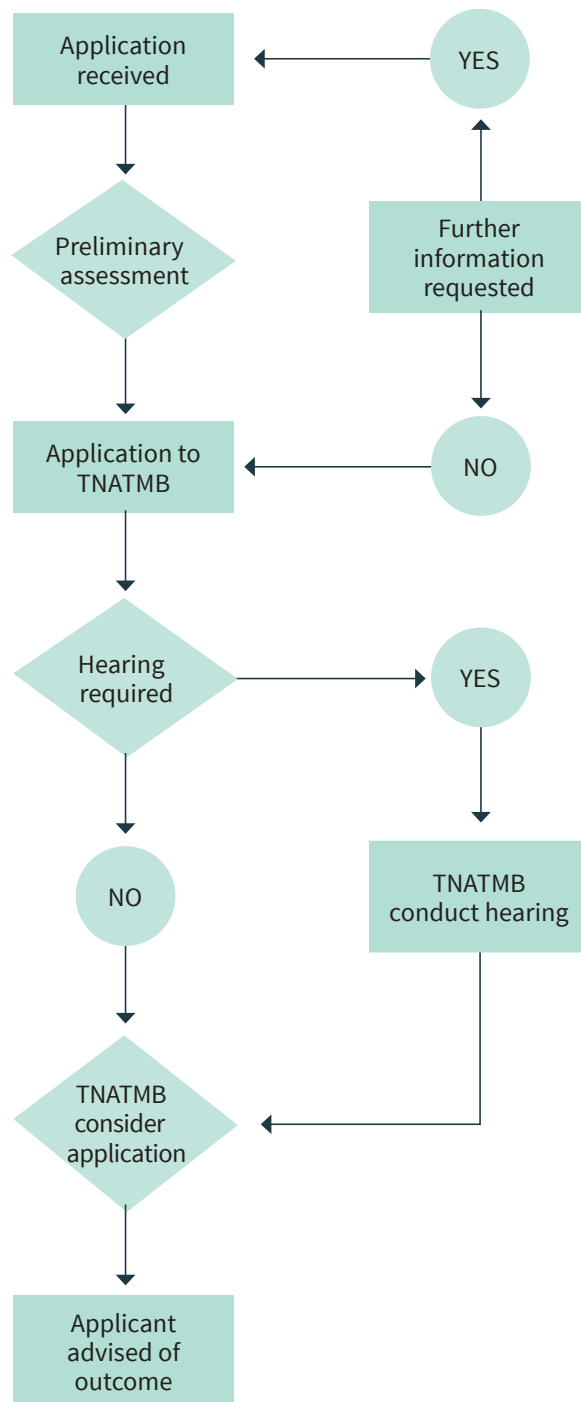 Application
received
YES
Preliminary
assessment
Further
information
requested
Application to
TNATMB
NO
Hearing
required
YES
NO
TNATMB
conduct hearing
TNATMB
consider
application
Applicant
advised of
outcome